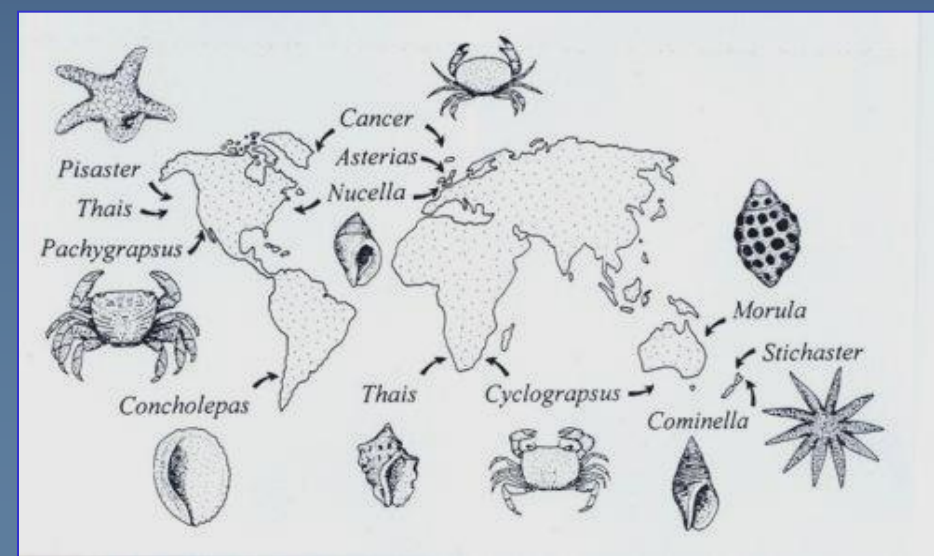 Cancer
Asterias
Pisaster
Nucella
Thais
Pachygrapsus
Morula
Stichaster
Concholepas
Thais
Cyclograpsus
Cominella